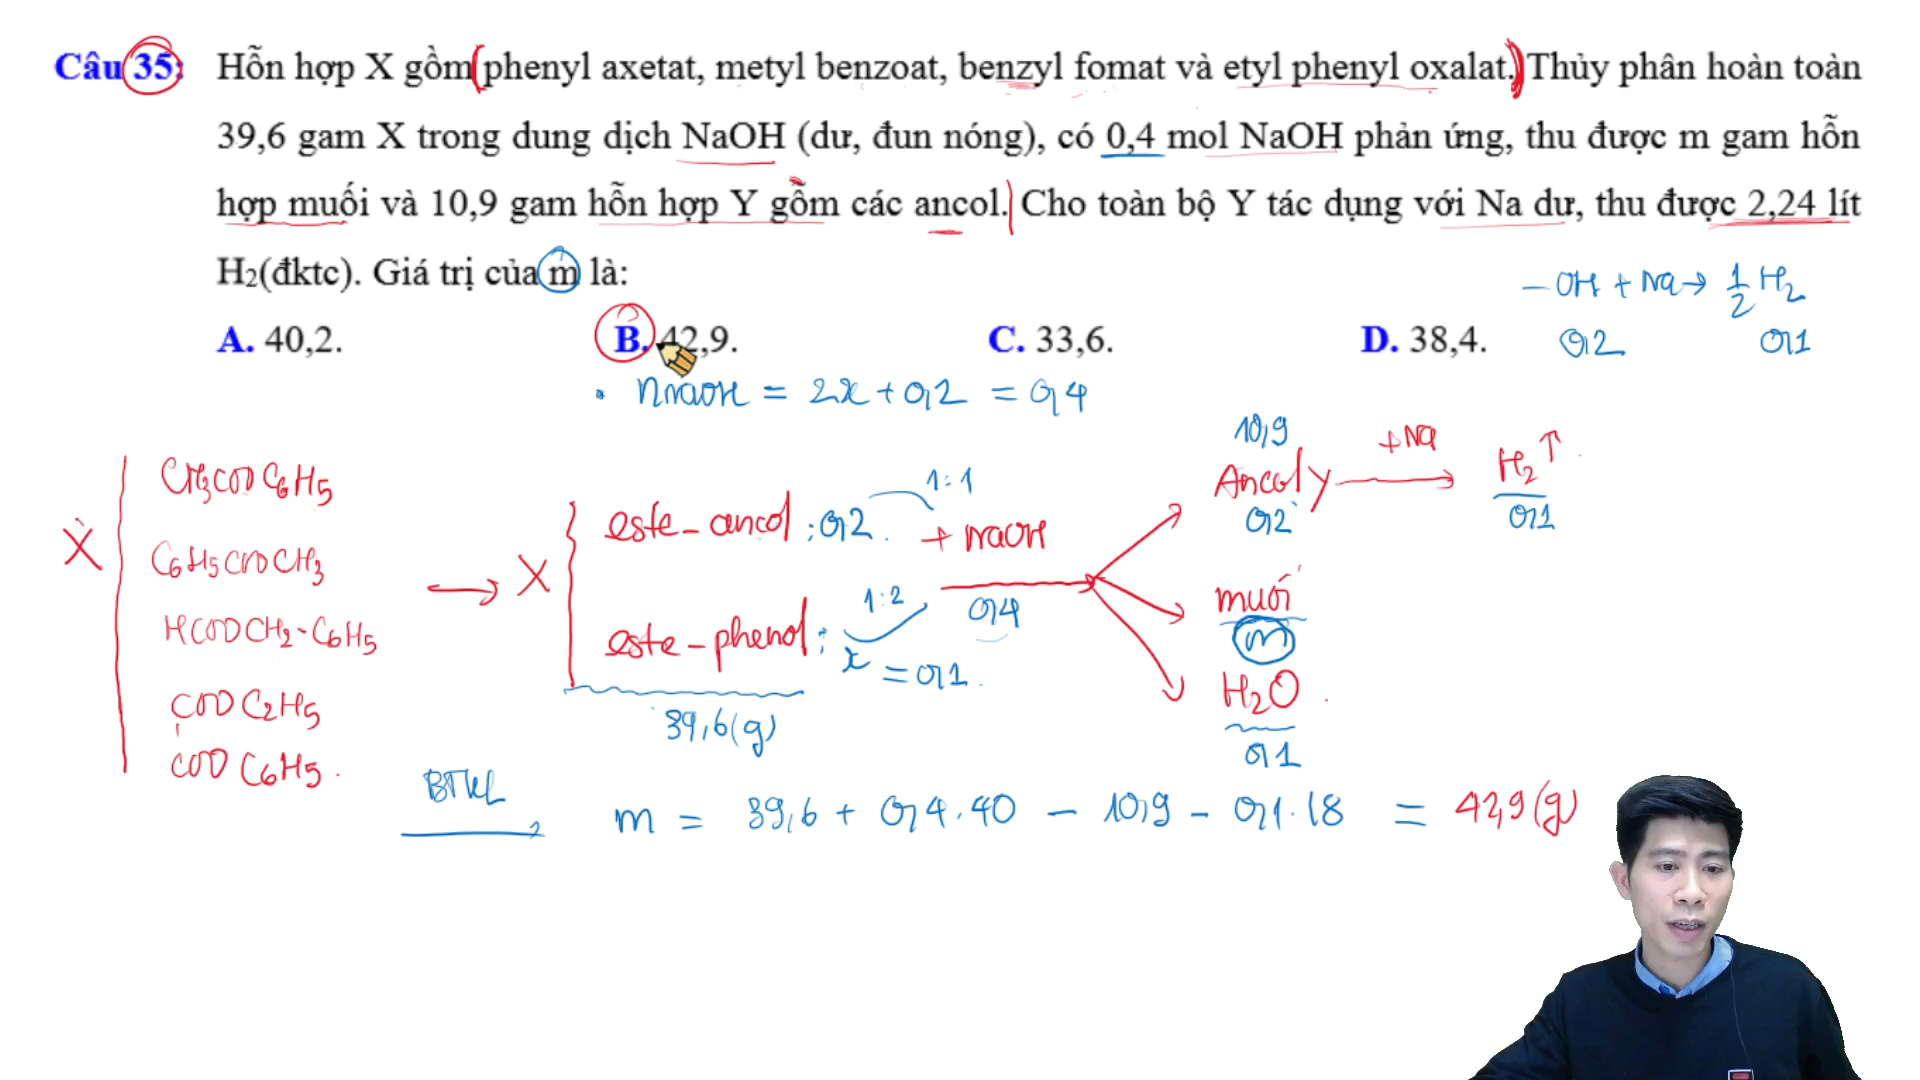 Câu 35: Hỗn hợp X gồm (phenyl axetat, metyl benzoat, benzyl fomat và etyl phenyl oxalat.) Thủy phân hoàn toàn
39,6 gam X trong dung dịch NaOH (dư, đun nóng), có 0,4 mol NaOH phản ứng, thu được m gam hỗn
hợp muối và 10,9 gam hỗn hợp Y gồm các ancol. Cho toàn bộ Y tác dụng với Na dư, thu được 2,24 lít
H2(đktc). Giá trị của m là:
- OH + Na → 1/2 H2
A. 40,2. B. 42,9. C. 33,6. D. 38,4.
0,2 0,1
• nNaOH = 2x + 0,2 = 0,4
X
CH3COOC6H5
C6H5COOCH3
HCOOCH2-C6H5
COOC2H5
COOC6H5.
→ X
este-ancol : 0,2.
1:1
este-phenol : x = 0,1.
1:2
39,6(g)
+ NaOH
0,4
10,9
Ancol Y
0,2
+Na
H2↑
0,1
muối
m
H2O
0,1
BTKL
m = 39,6 + 0,4.40 - 10,9 - 0,1.18 = 42,9(g)